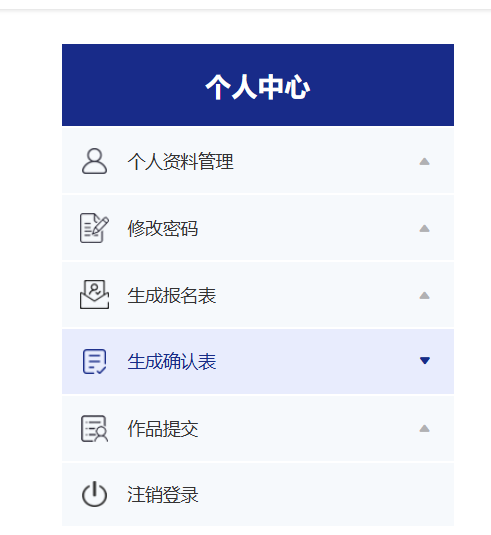 个人中心
个人资料管理
修改密码
生成报名表
生成确认表
作品提交
注销登录